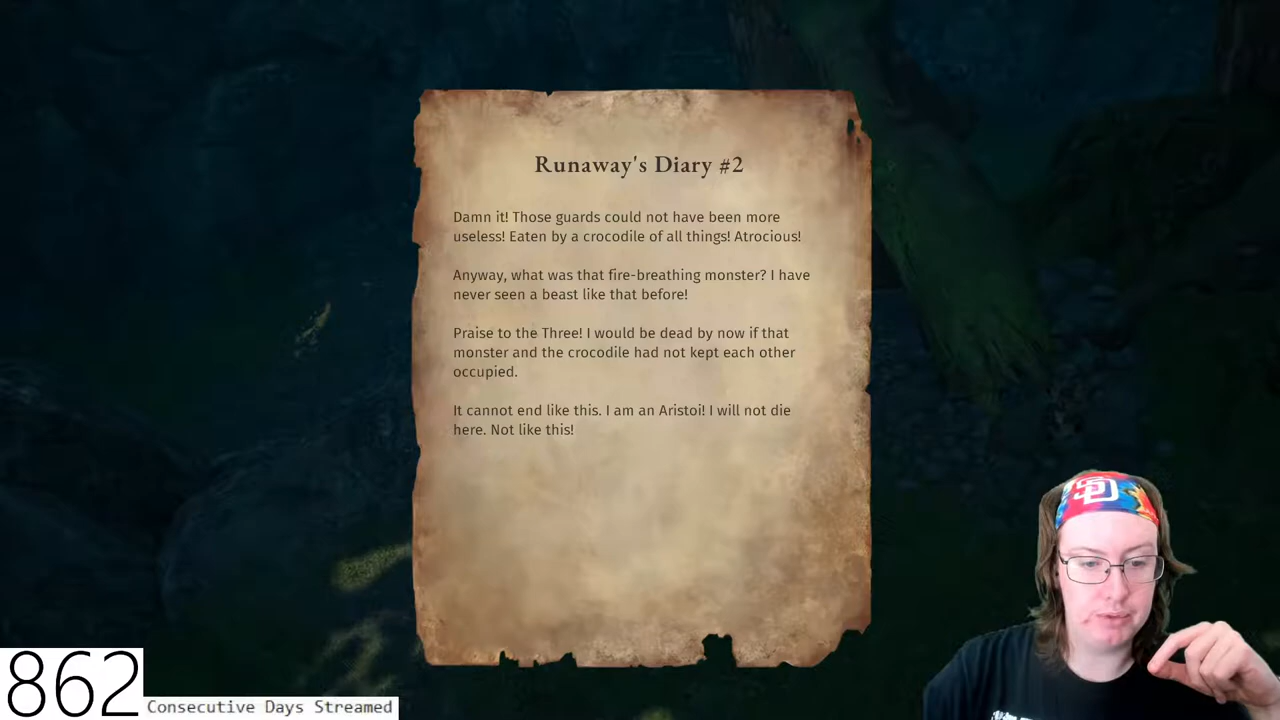 Runaway's Diary #2
Damn it! Those guards could not have been more
useless! Eaten by a crocodile of all things! Atrocious!
Anyway, what was that fire-breathing monster? I have
never seen a beast like that before!
Praise to the Three! I would be dead by now if that
monster and the crocodile had not kept each other
occupied.
It cannot end like this. I am an Aristoi! I will not die
here. Not like this!
SD
862
Consecutive Days Streamed